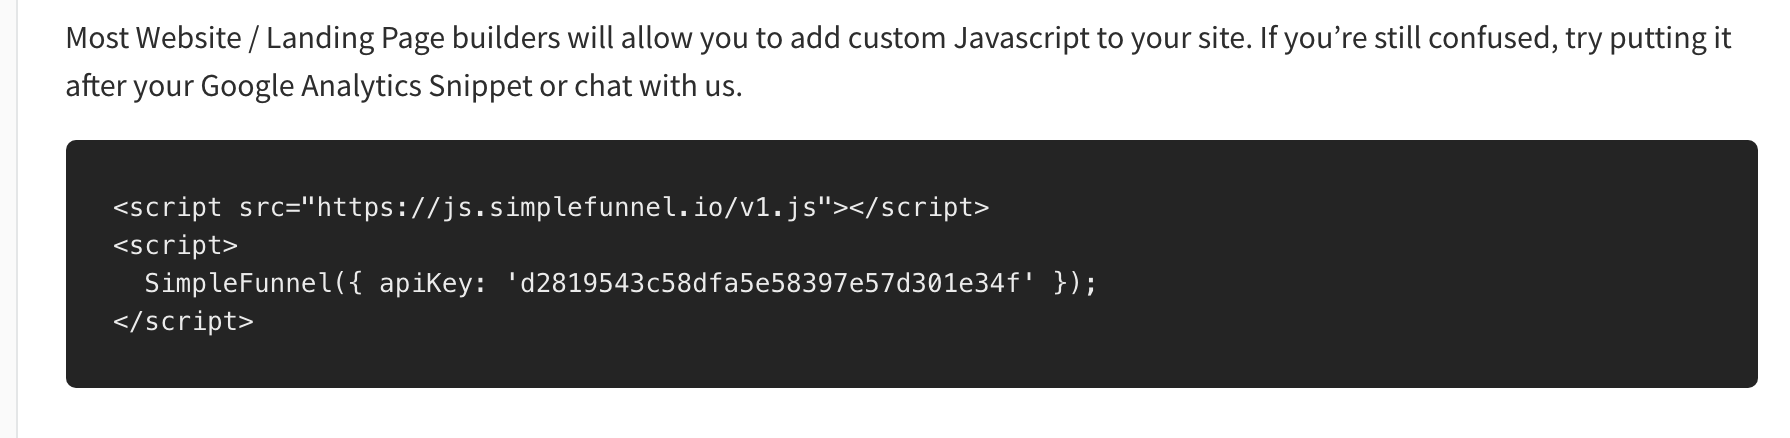 Most Website / Landing Page builders will allow you to add custom Javascript to your site. If you’re still confused, try putting it
after your Google Analytics Snippet or chat with us.
<script src="https://js.simplefunnel.io/v1.js"></script>
<script>
  SimpleFunnel({ apiKey: 'd2819543c58dfa5e58397e57d301e34f' });
</script>